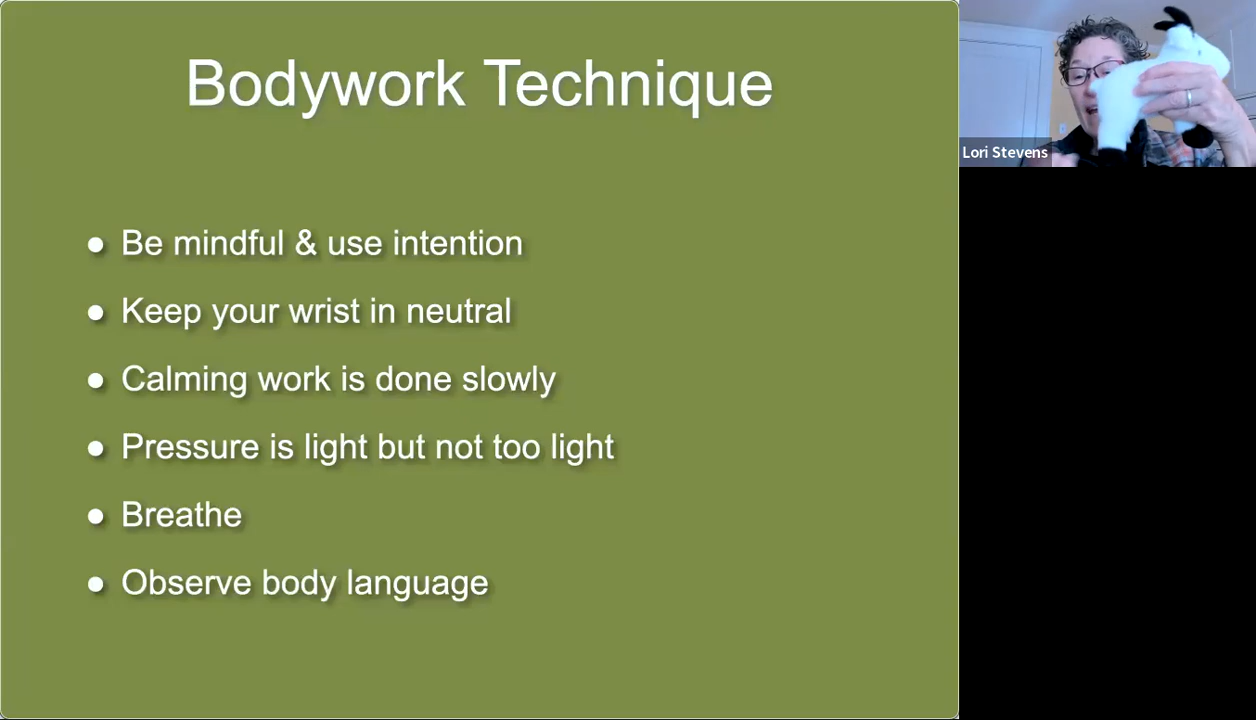 Bodywork Technique
Lori Stevens
● Be mindful & use intention
● Keep your wrist in neutral
● Calming work is done slowly
● Pressure is light but not too light
● Breathe
● Observe body language